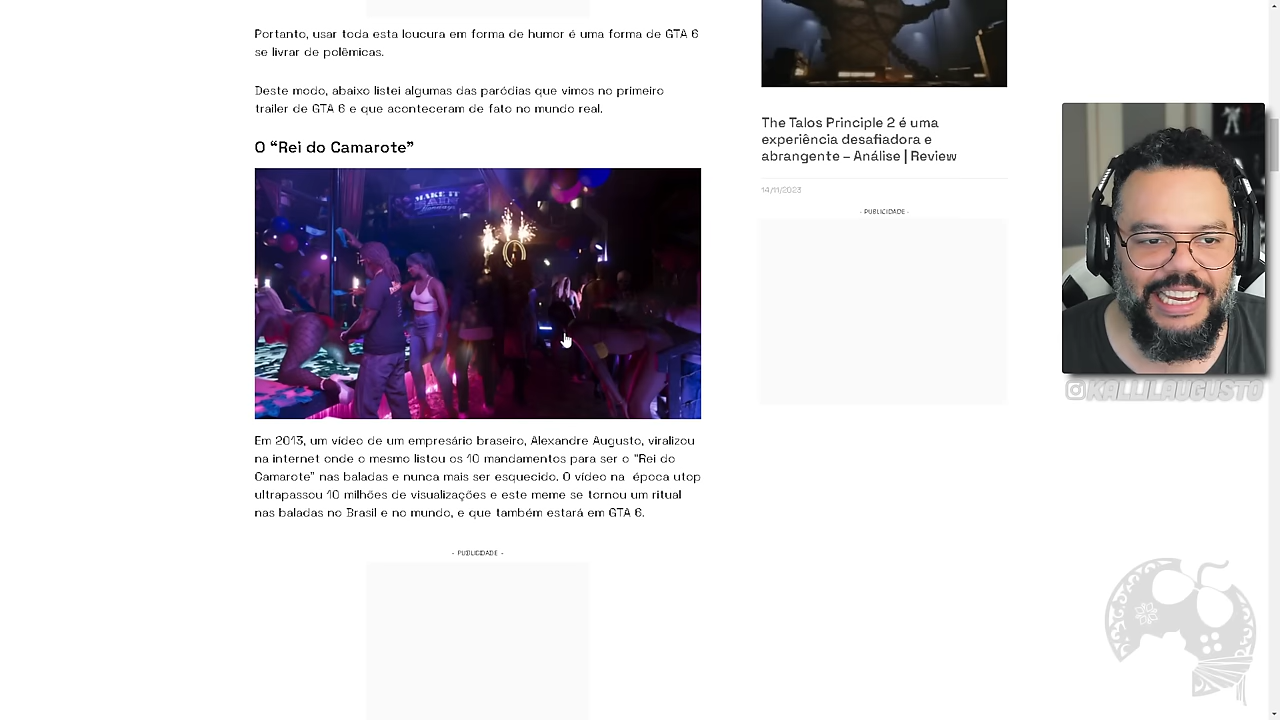 Portanto, usar toda esta loucura em forma de humor é uma forma de GTA 6
se livrar de polêmicas.
Deste modo, abaixo listei algumas das paródias que vimos no primeiro
trailer de GTA 6 e que aconteceram de fato no mundo real.
O “Rei do Camarote”
MAKE IT
RAIN
Em 2013, um vídeo de um empresário braseiro, Alexandre Augusto, viralizou
na internet onde o mesmo listou os 10 mandamentos para ser o “Rei do
Camarote” nas baladas e nunca mais ser esquecido. O vídeo na época utop
ultrapassou 10 milhões de visualizações e este meme se tornou um ritual
nas baladas no Brasil e no mundo, e que também estará em GTA 6.
- PUBLICIDADE -
The Talos Principle 2 é uma
experiência desafiadora e
abrangente – Análise | Review
14/11/2023
- PUBLICIDADE -
KALLILAUGUSTO